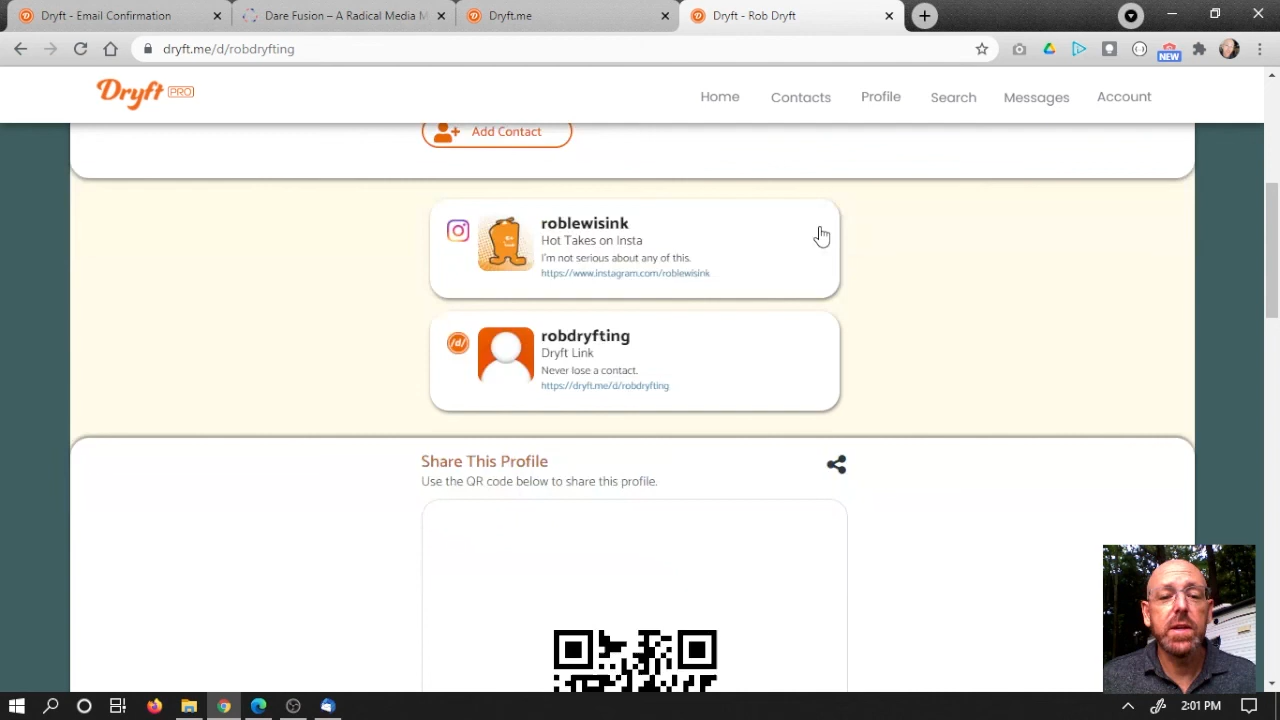 Dryft - Email Confirmation
Dare Fusion – A Radical Media M
Dryft.me
Dryft - Rob Dryft
dryft.me/d/robdryfting
NEW
Dryft PRO
Home
Contacts
Profile
Search
Messages
Account
Add Contact
roblewisink
Hot Takes on Insta
I'm not serious about any of this.
https://www.instagram.com/roblewisink
/d/
robdryfting
Dryft Link
Never lose a contact.
https://dryft.me/d/robdryfting
Share This Profile
Use the QR code below to share this profile.
2:01 PM